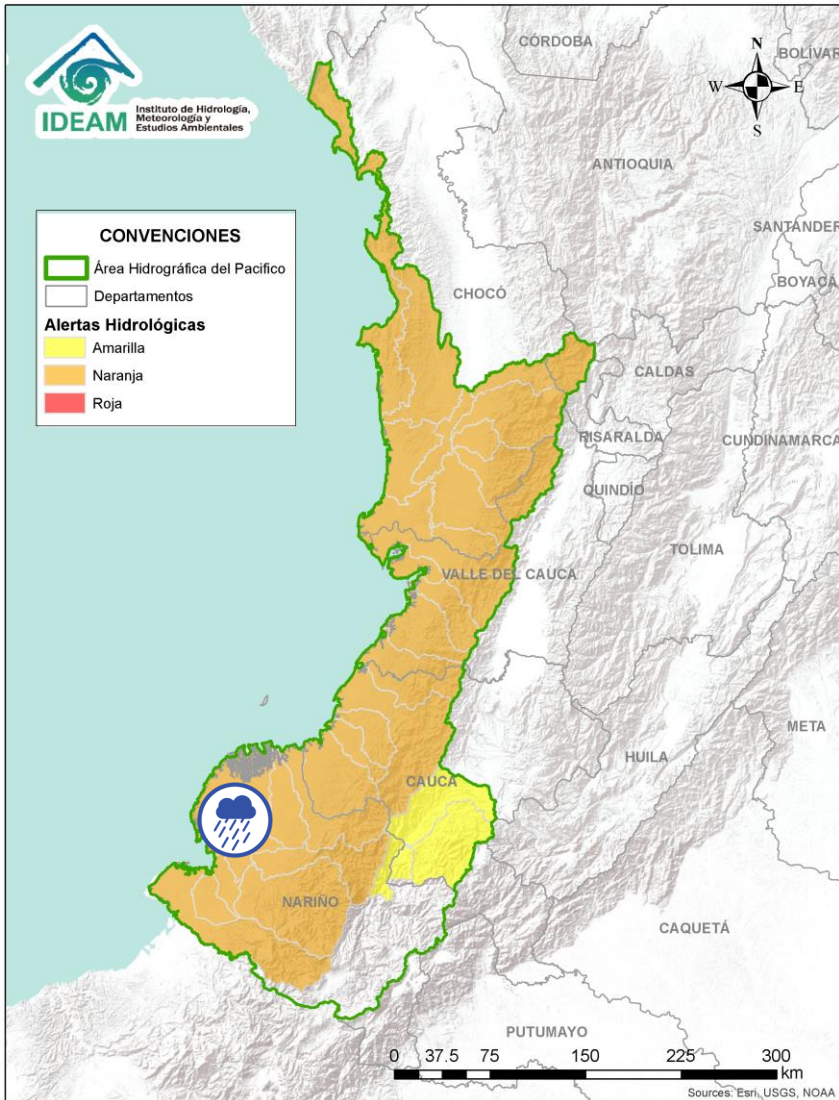 IDEAM
Instituto de Hidrología,
Meteorología y
Estudios Ambientales
CÓRDOBA
BOLÍVAR
N
W
E
S
ANTIOQUIA
CONVENCIONES
Área Hidrográfica del Pacifico
Departamentos
Alertas Hidrológicas
Amarilla
Naranja
Roja
SANTANDER
BOYACÁ
CHOCÓ
CALDAS
RISARALDA
CUNDINAMARCA
QUINDÍO
TOLIMA
VALLE DEL CAUCA
META
HUILA
CAUCA
NARIÑO
CAQUETÁ
PUTUMAYO
0 37.5 75 150 225 300
km
Sources: Esri, USGS, NOAA